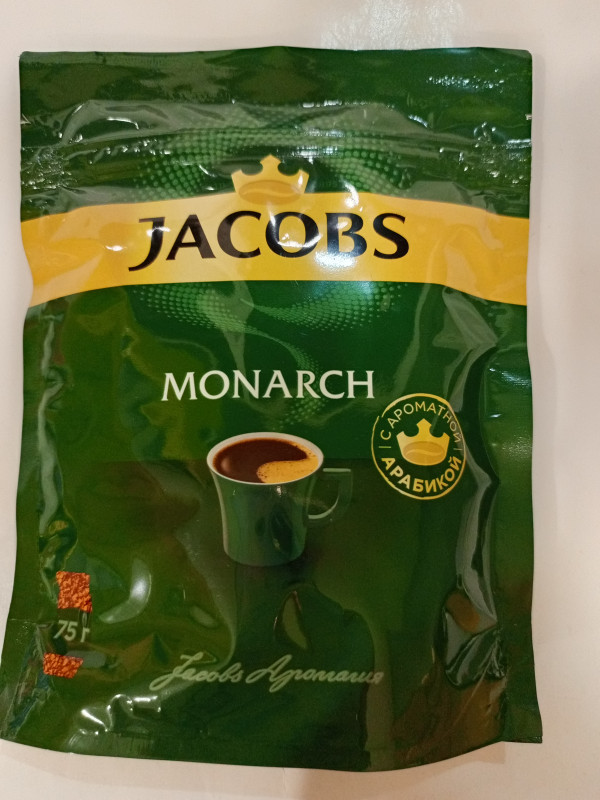 JACOBS
MONARCH
С АРОМАТНОЙ
АРАБИКОЙ
75 г
Jacobs Аромагия